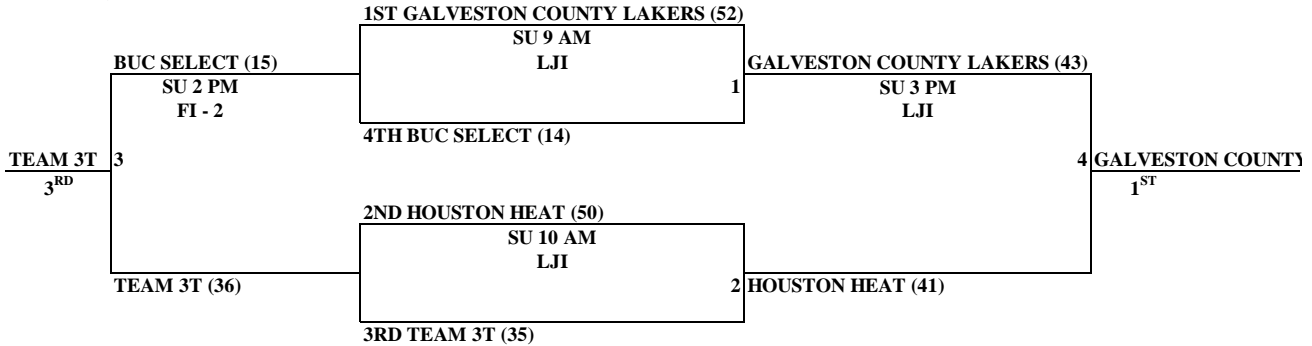 1ST GALVESTON COUNTY LAKERS (52)
SU 9 AM
LJI
BUC SELECT (15)
SU 2 PM
FI - 2
GALVESTON COUNTY LAKERS (43)
SU 3 PM
LJI
1
4TH BUC SELECT (14)
TEAM 3T
3
3RD
4
GALVESTON COUNTY
1ST
2ND HOUSTON HEAT (50)
SU 10 AM
LJI
TEAM 3T (36)
2
HOUSTON HEAT (41)
3RD TEAM 3T (35)